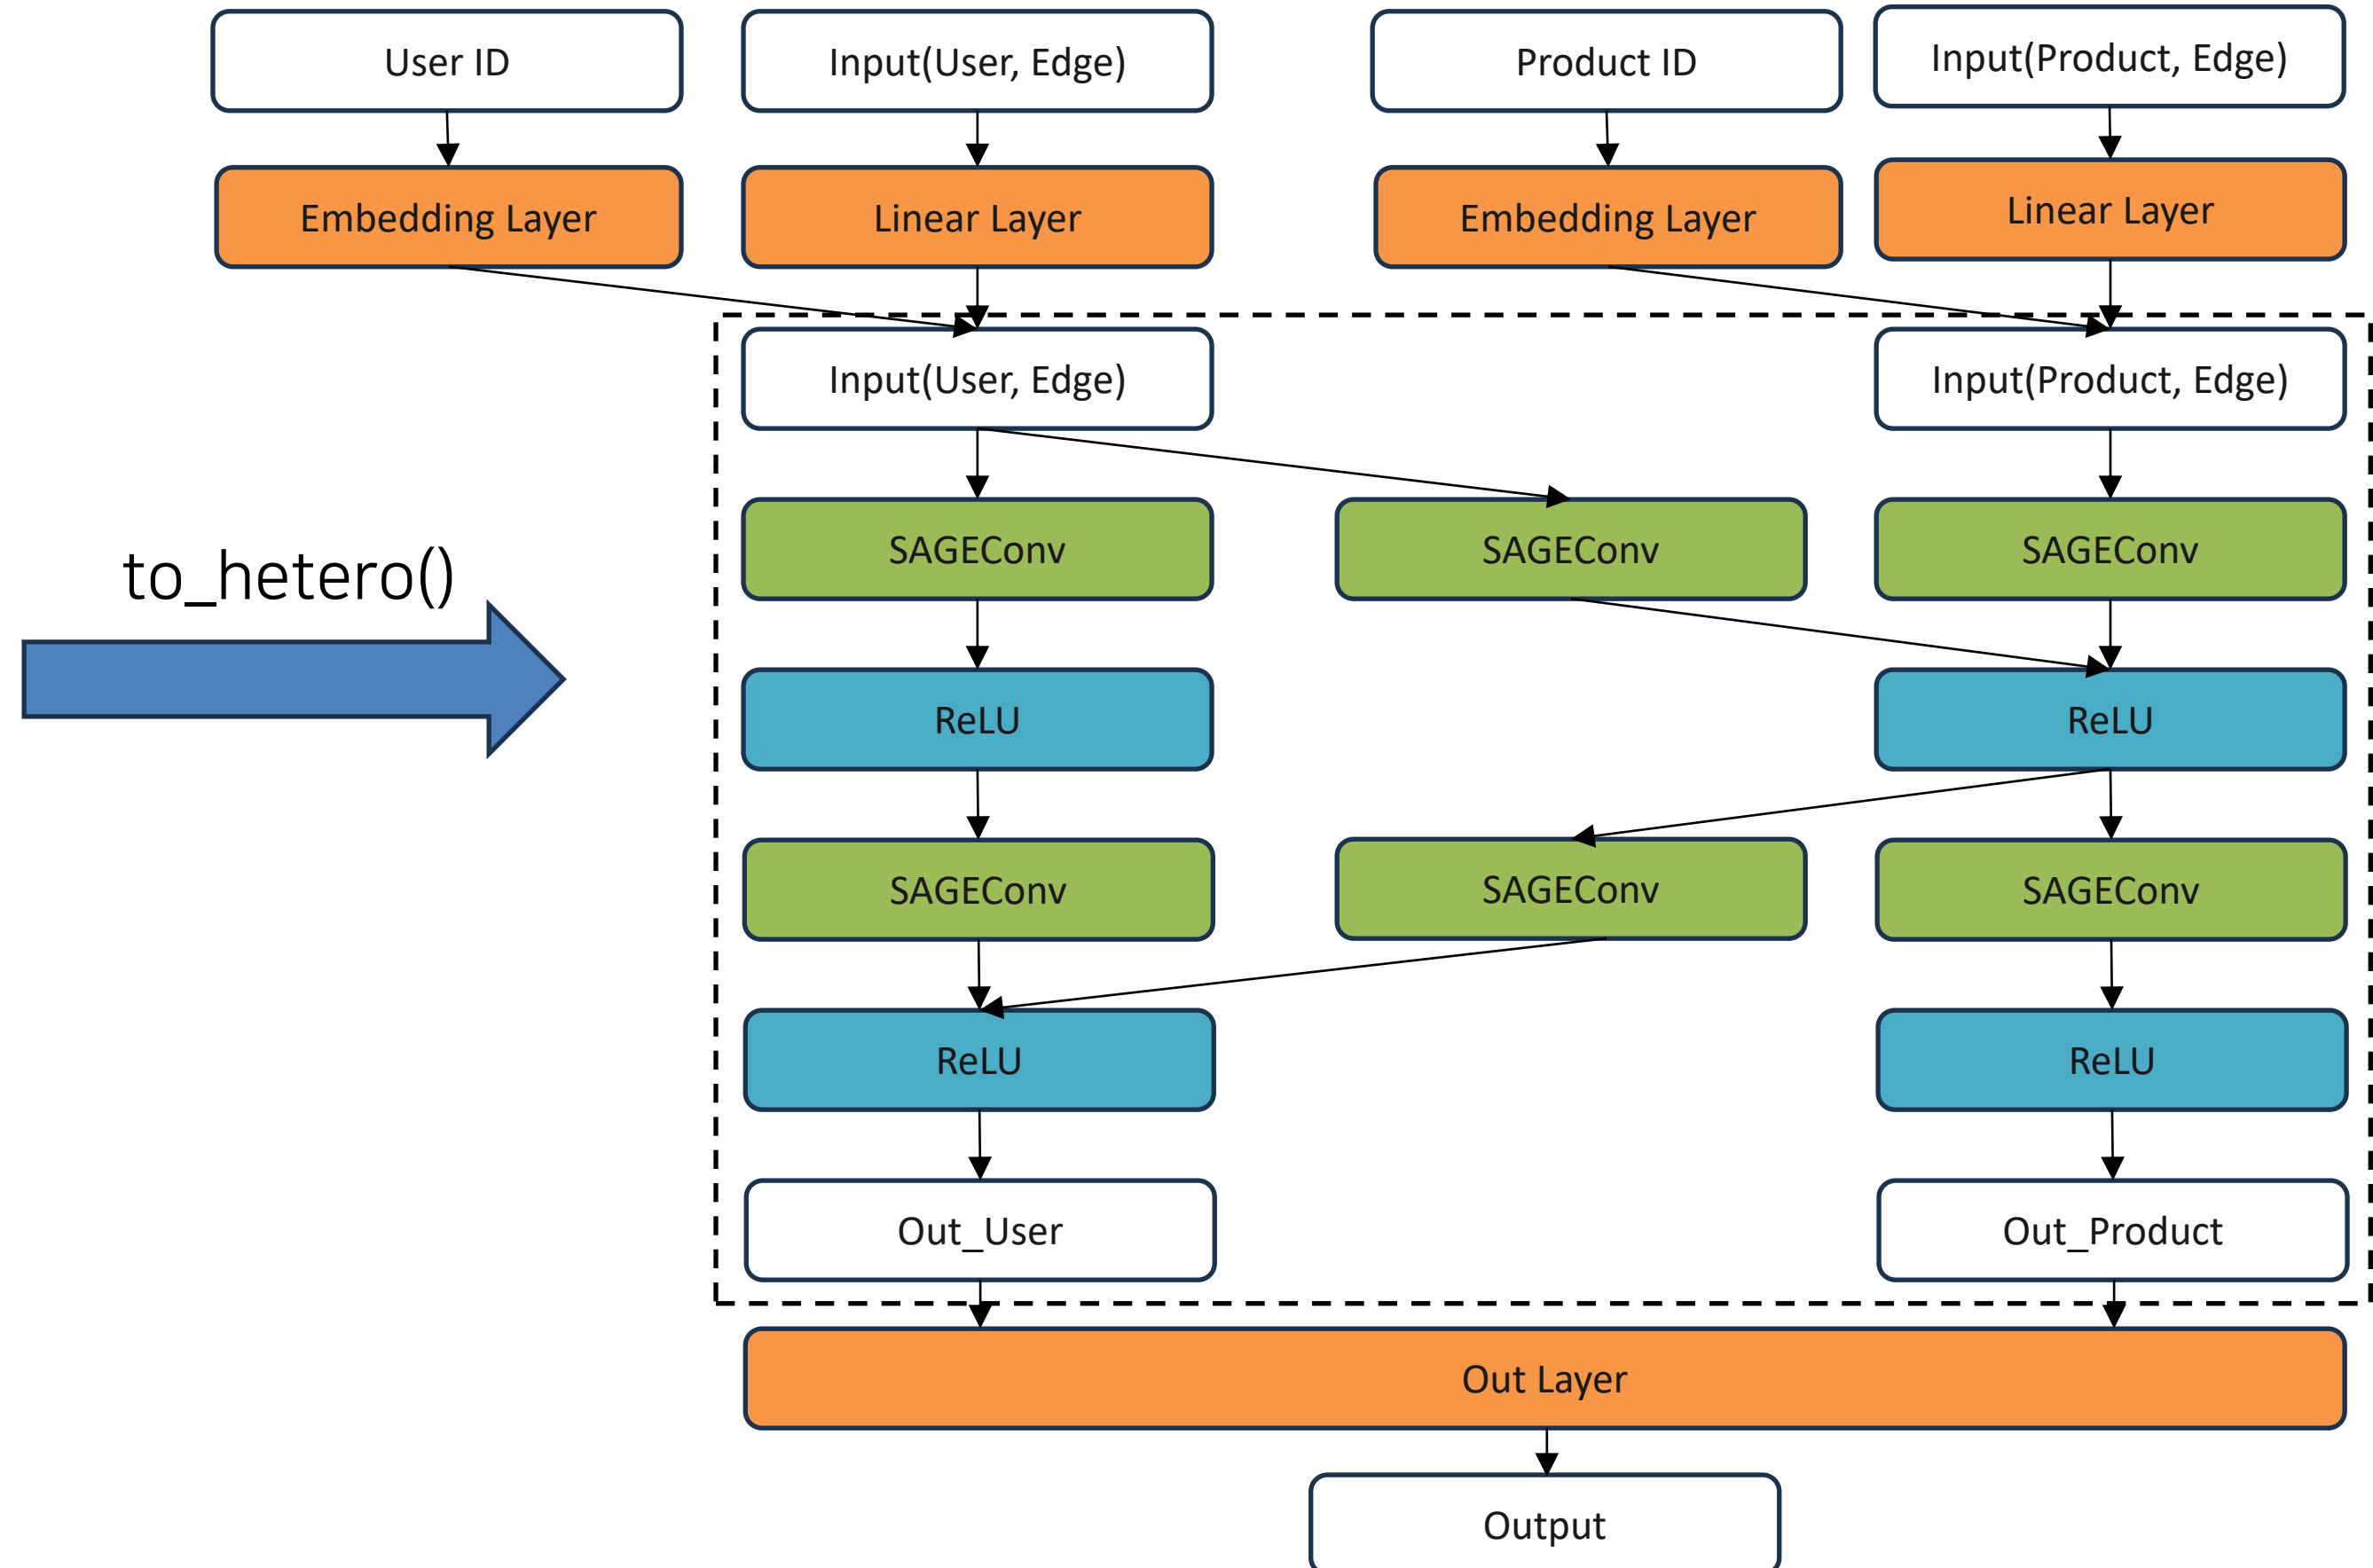 User ID
Input(User, Edge)
Product ID
Input(Product, Edge)
Embedding Layer
Linear Layer
Embedding Layer
Linear Layer
Input(User, Edge)
Input(Product, Edge)
to_hetero()
SAGEConv
SAGEConv
SAGEConv
ReLU
ReLU
SAGEConv
SAGEConv
SAGEConv
ReLU
ReLU
Out_User
Out_Product
Out Layer
Output